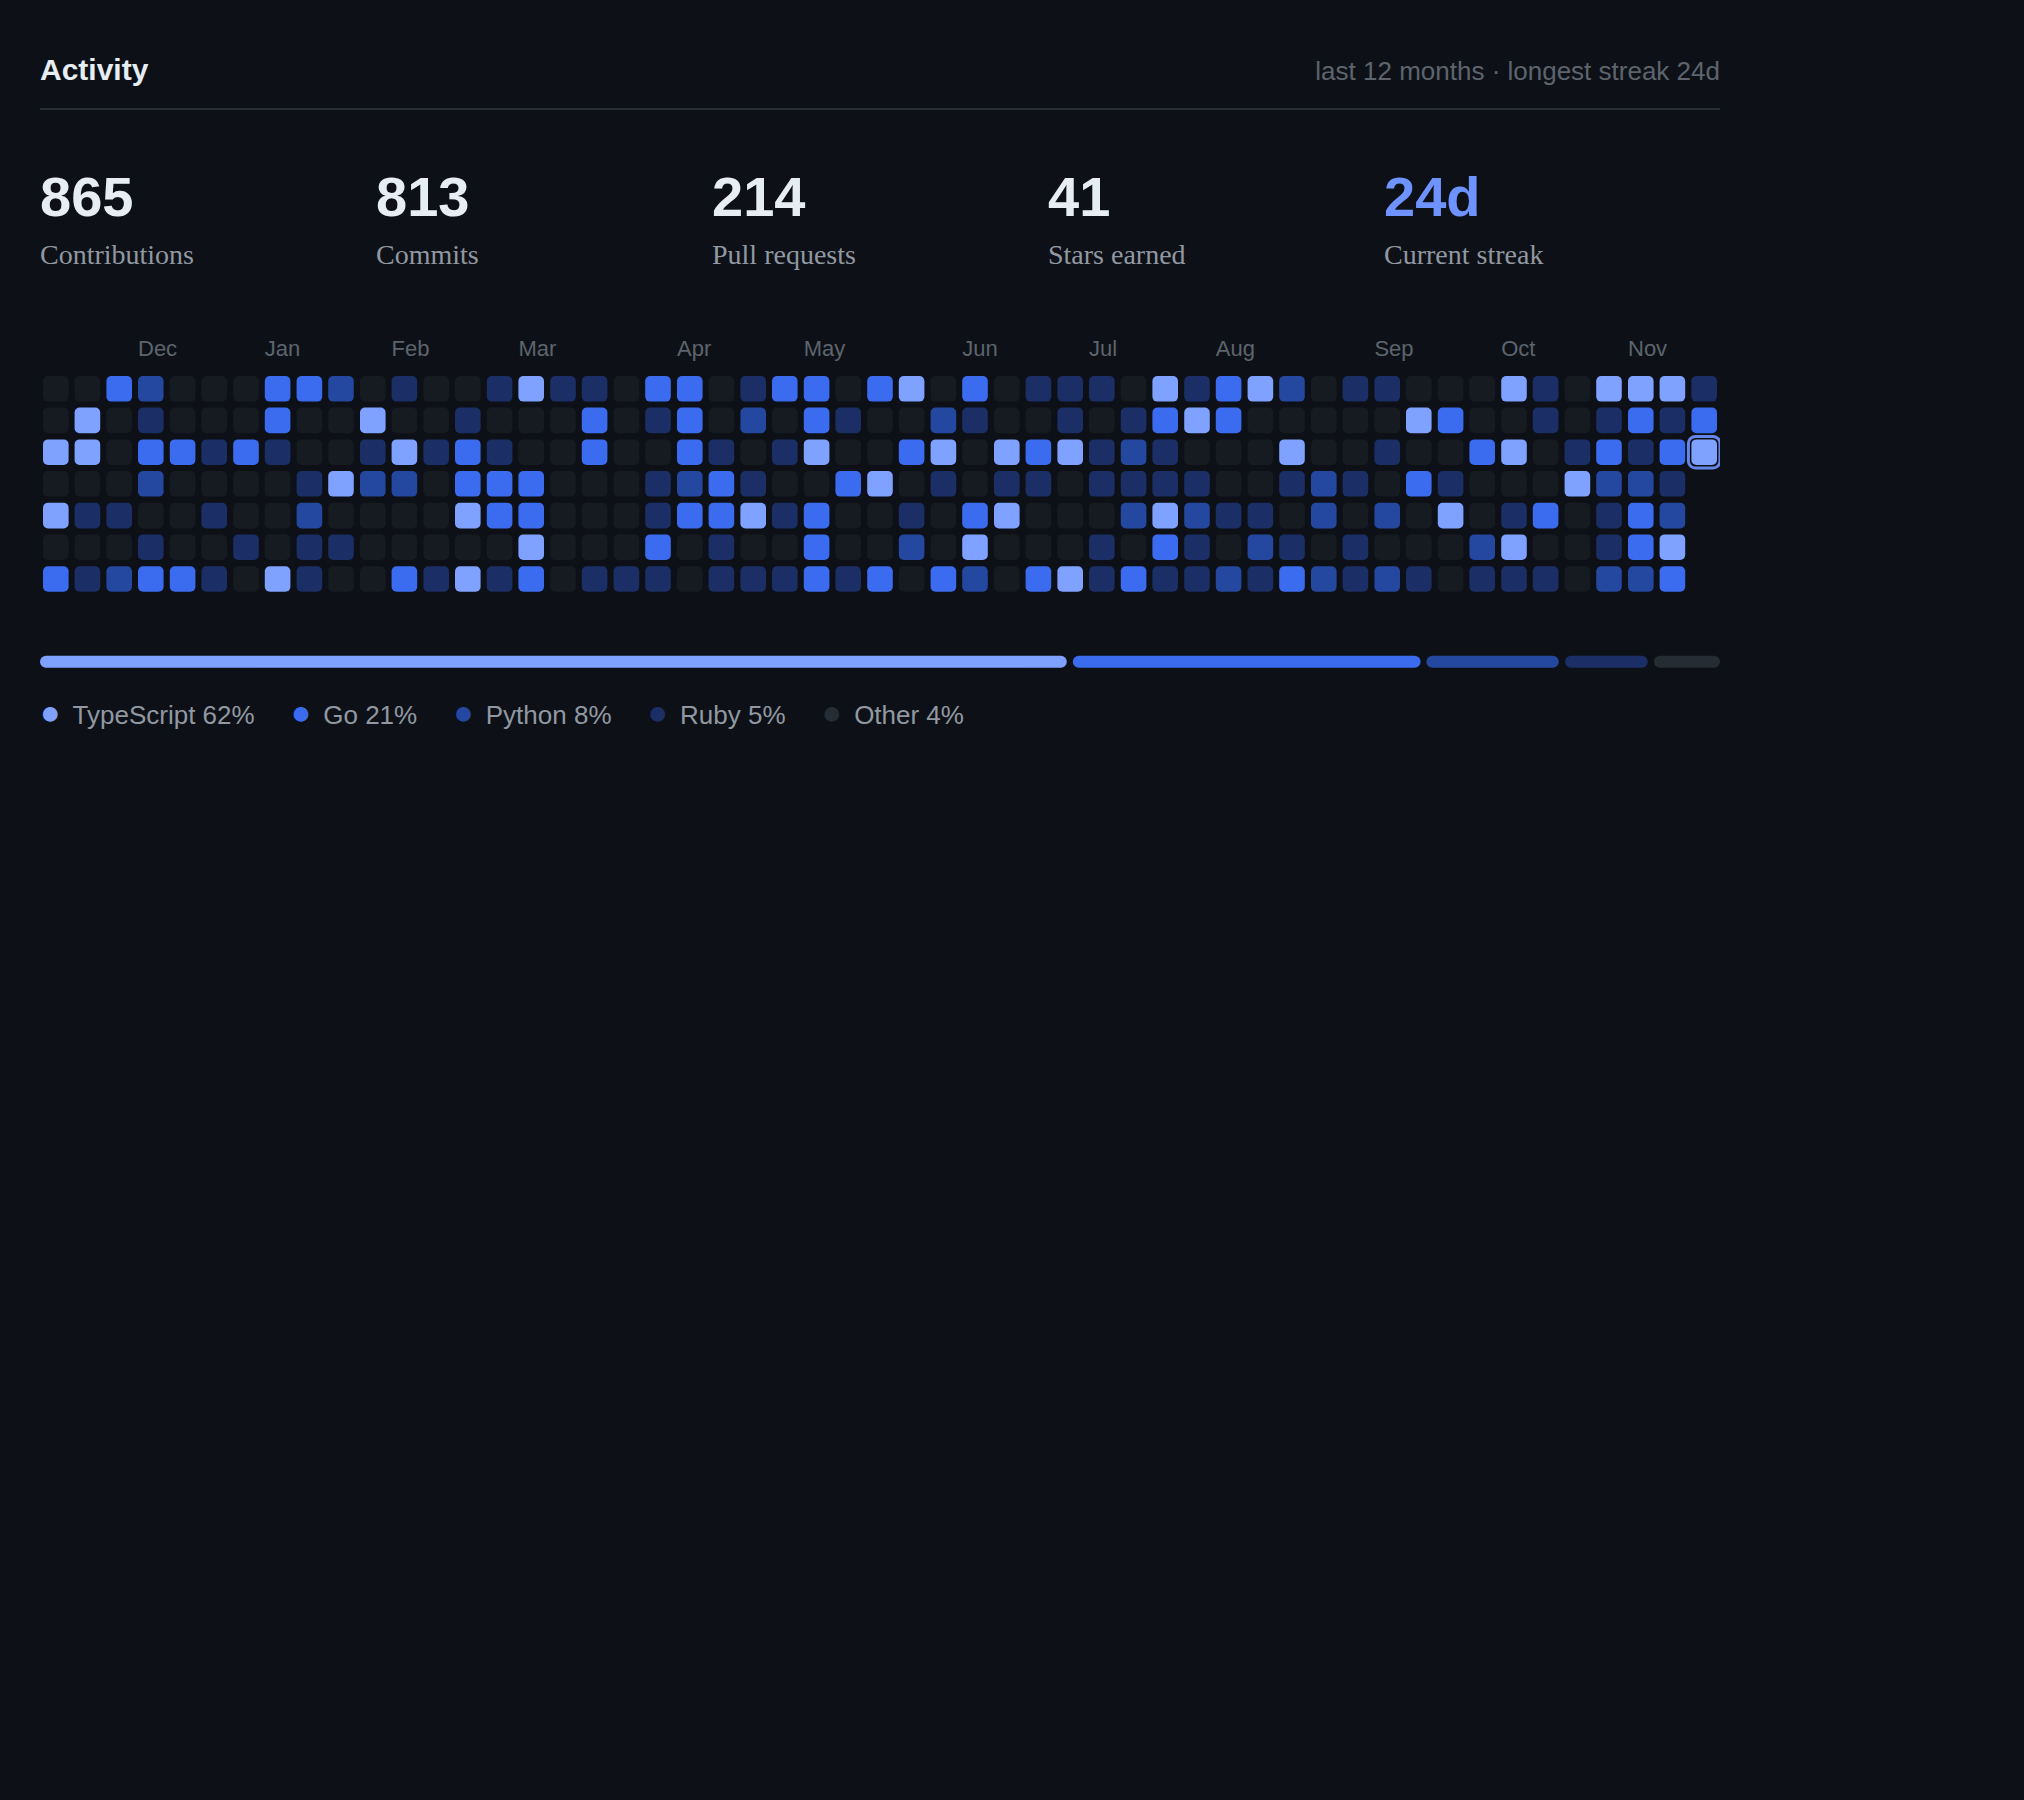 Activity
last 12 months · longest streak 24d
865 813 214 41 24d
Contributions Commits Pull requests Stars earned Current streak
Dec Jan Feb Mar Apr May Jun Jul Aug Sep Oct Nov
TypeScript 62% Go 21% Python 8% Ruby 5% Other 4%